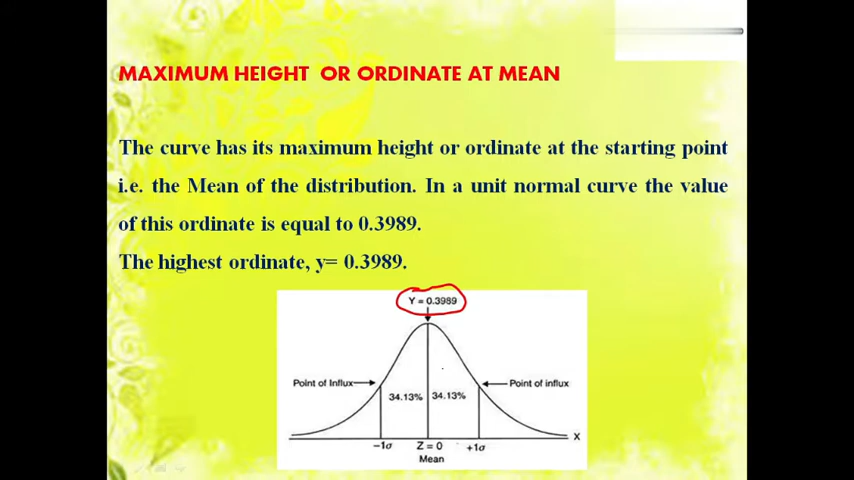 MAXIMUM HEIGHT OR ORDINATE AT MEAN
The curve has its maximum height or ordinate at the starting point
i.e. the Mean of the distribution. In a unit normal curve the value
of this ordinate is equal to 0.3989.
The highest ordinate, y= 0.3989.
Y = 0.3989
Point of Influx
Point of influx
34.13% 34.13%
−1σ Z = 0 +1σ X
Mean